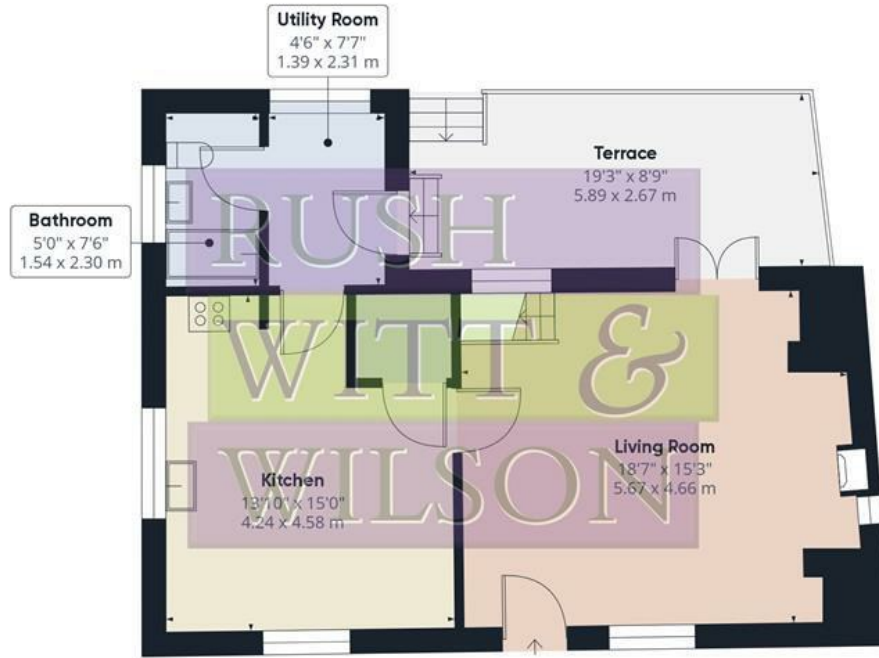 Utility Room
4'6" x 7'7"
1.39 x 2.31 m
Terrace
19'3" x 8'9"
5.89 x 2.67 m
Bathroom
5'0" x 7'6"
1.54 x 2.30 m
RUSH
WITT &
WILSON
Living Room
18'7" x 15'3"
5.67 x 4.66 m
Kitchen
13'10" x 15'0"
4.24 x 4.58 m